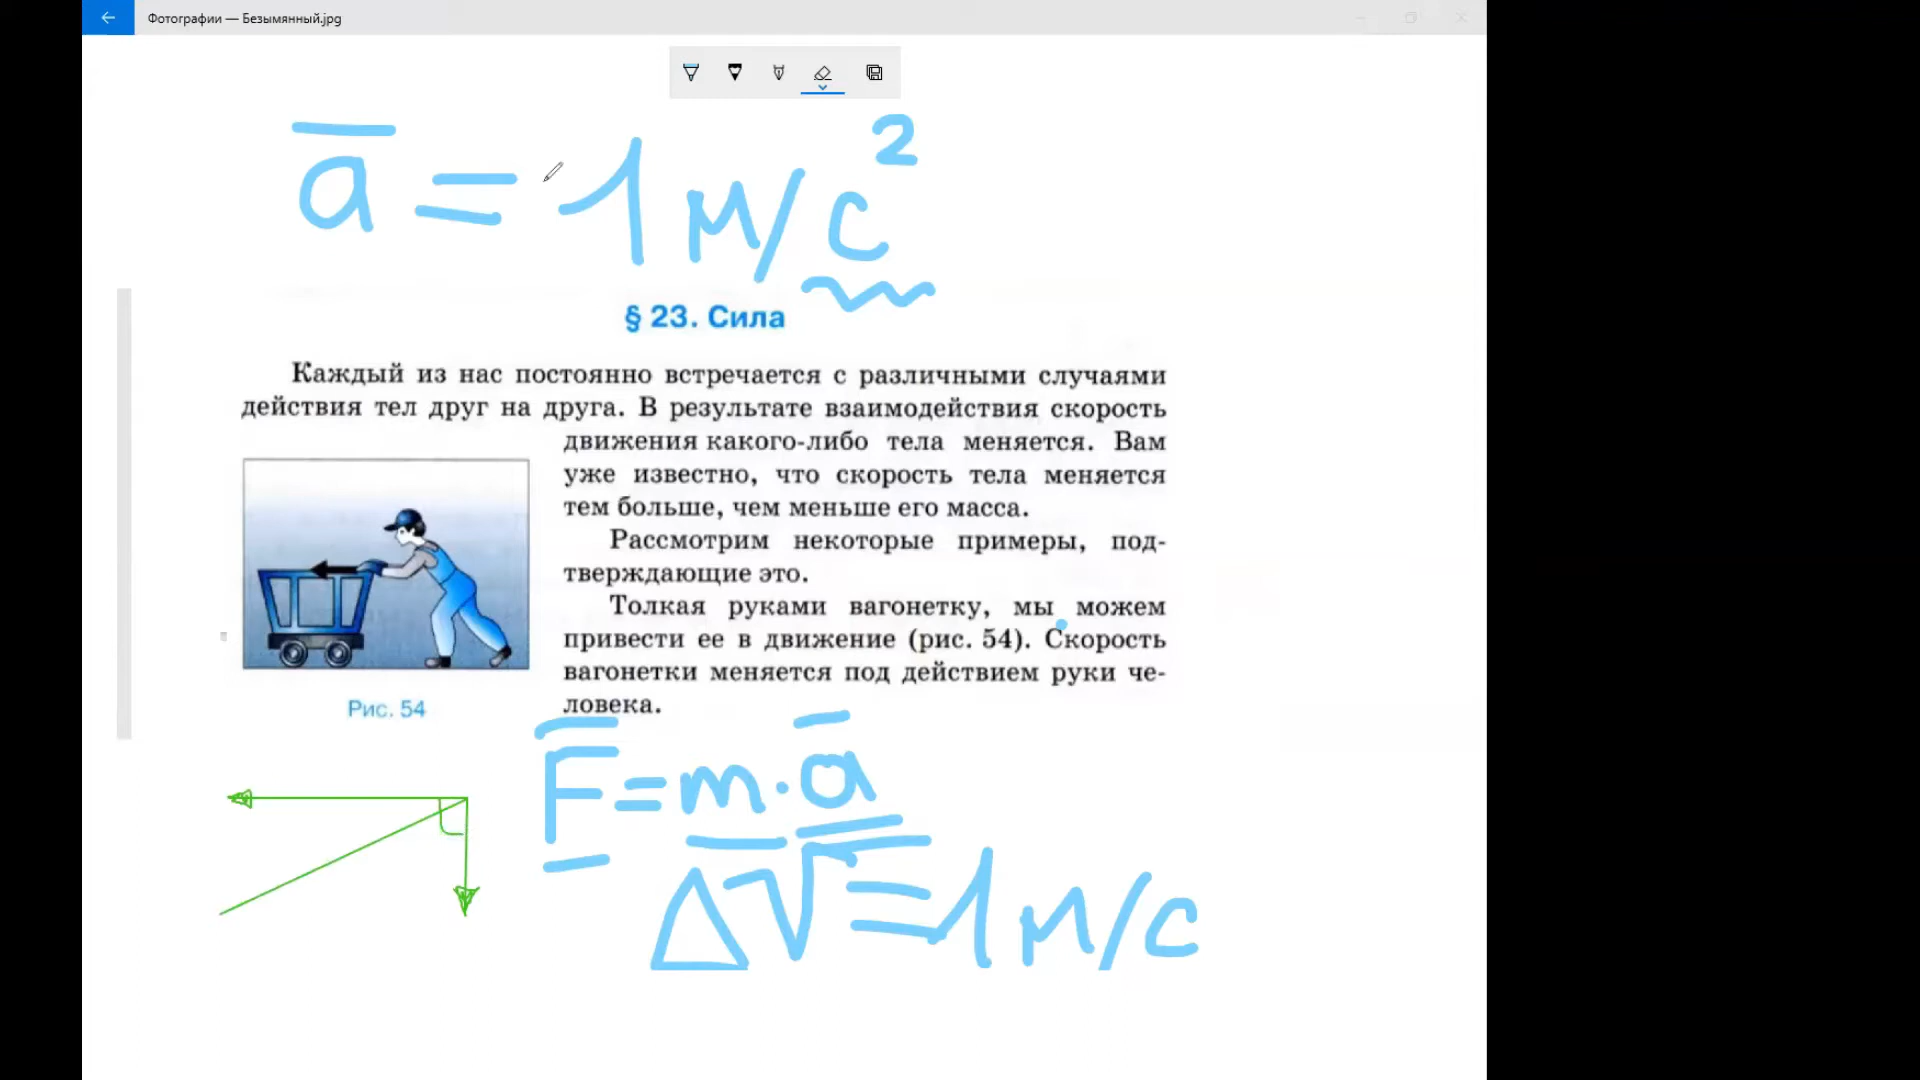 Фотографии — Безымянный.jpg
a = 1 м/с²
§ 23. Сила
Каждый из нас постоянно встречается с различными случаями
действия тел друг на друга. В результате взаимодействия скорость
движения какого-либо тела меняется. Вам
уже известно, что скорость тела меняется
тем больше, чем меньше его масса.
Рассмотрим некоторые примеры, под-
тверждающие это.
Толкая руками вагонетку, мы можем
привести ее в движение (рис. 54). Скорость
вагонетки меняется под действием руки че-
ловека.
Рис. 54
F = m · a
Δv = 1 м/с